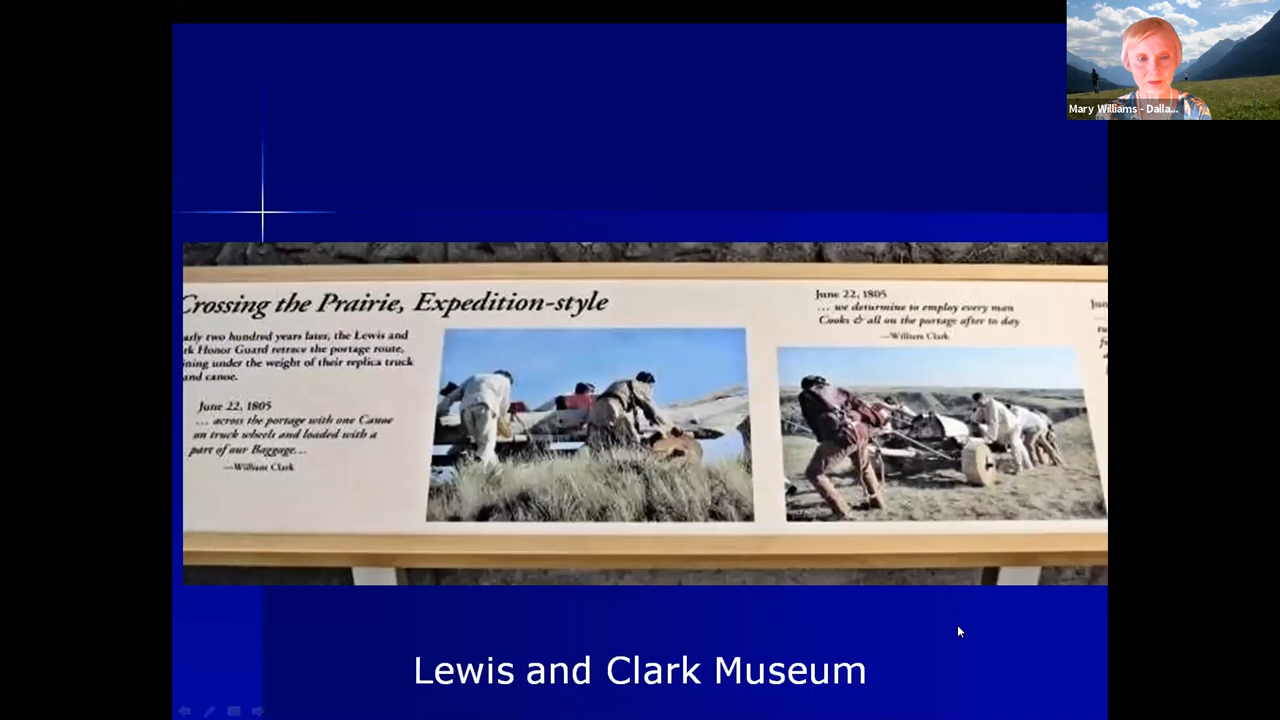 Mary Williams - Dalla...
Crossing the Prairie, Expedition-style
arly two hundred years later, the Lewis and
rk Honor Guard retrace the portage route,
ining under the weight of their replica truck
and canoe.
June 22, 1805
... across the portage with one Canoe
on truck wheels and loaded with a
part of our Baggage...
—William Clark
June 22, 1805
... we determine to employ every man
Cooks & all on the portage after to day
—William Clark
Lewis and Clark Museum